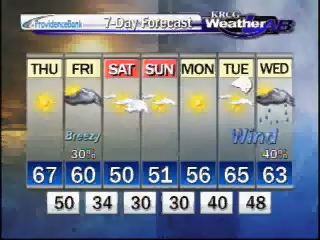 ProvidenceBank
7-Day Forecast
KRCG
Weather
LAB
THU FRI SAT SUN MON TUE WED
Breezy
Wind
30% 40%
67 60 50 51 56 65 63
50 34 30 30 40 48